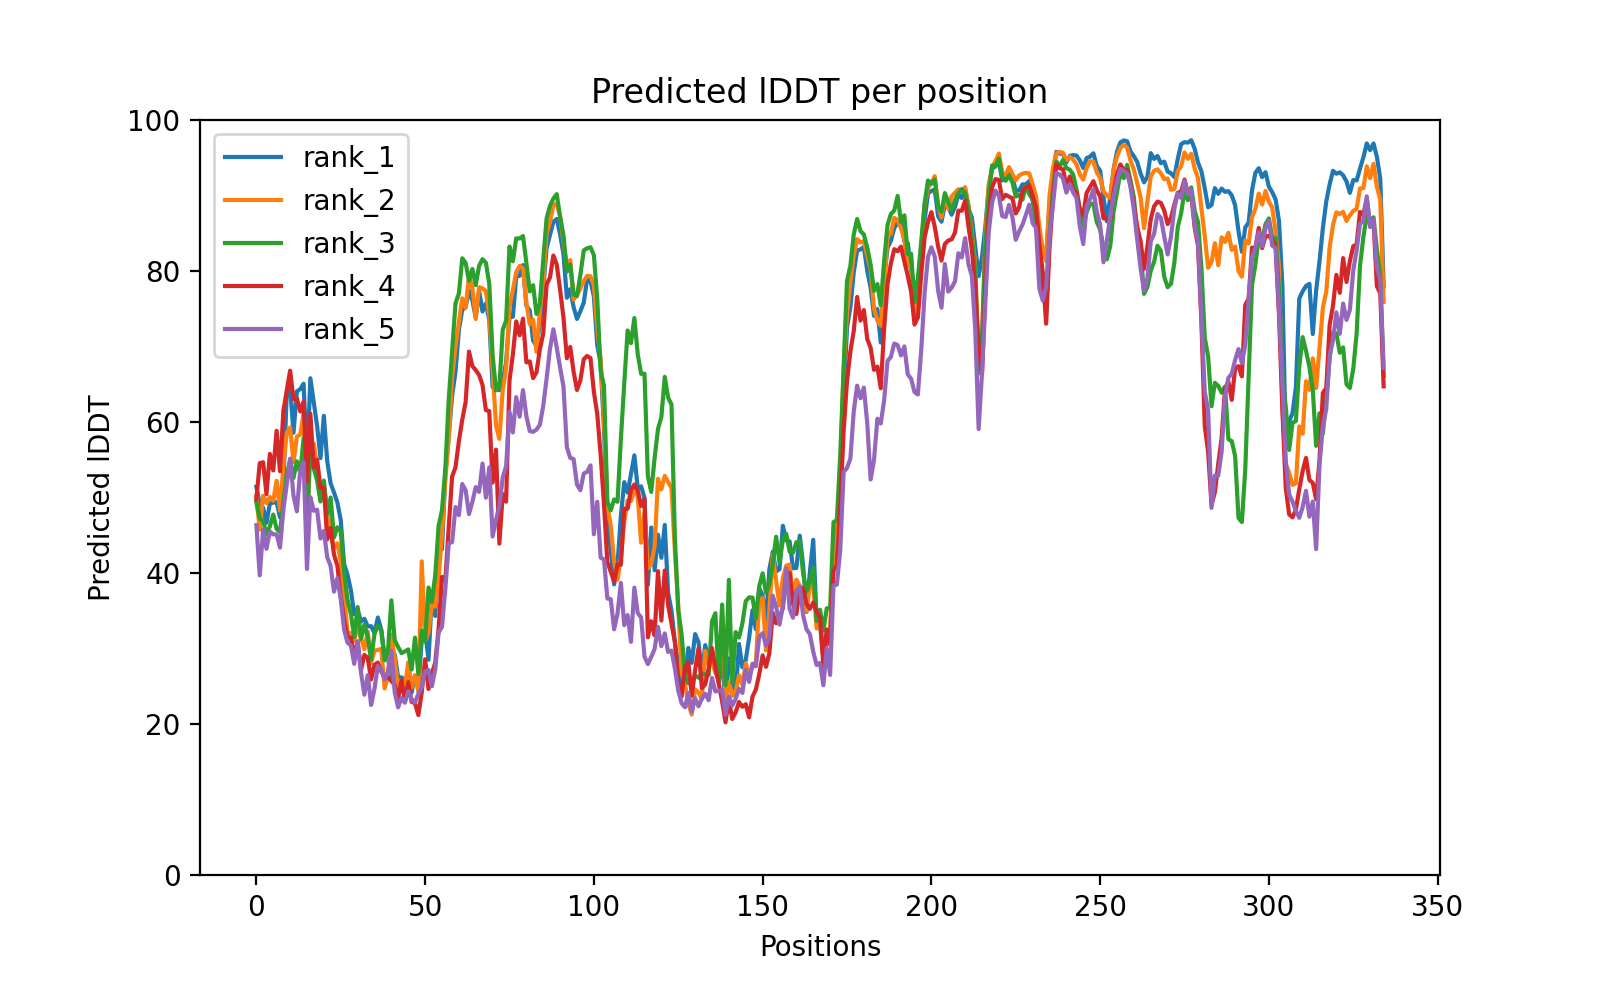 Predicted lDDT per position
100
80
60
40
20
0
Predicted lDDT
rank_1
rank_2
rank_3
rank_4
rank_5
0 50 100 150 200 250 300 350
Positions